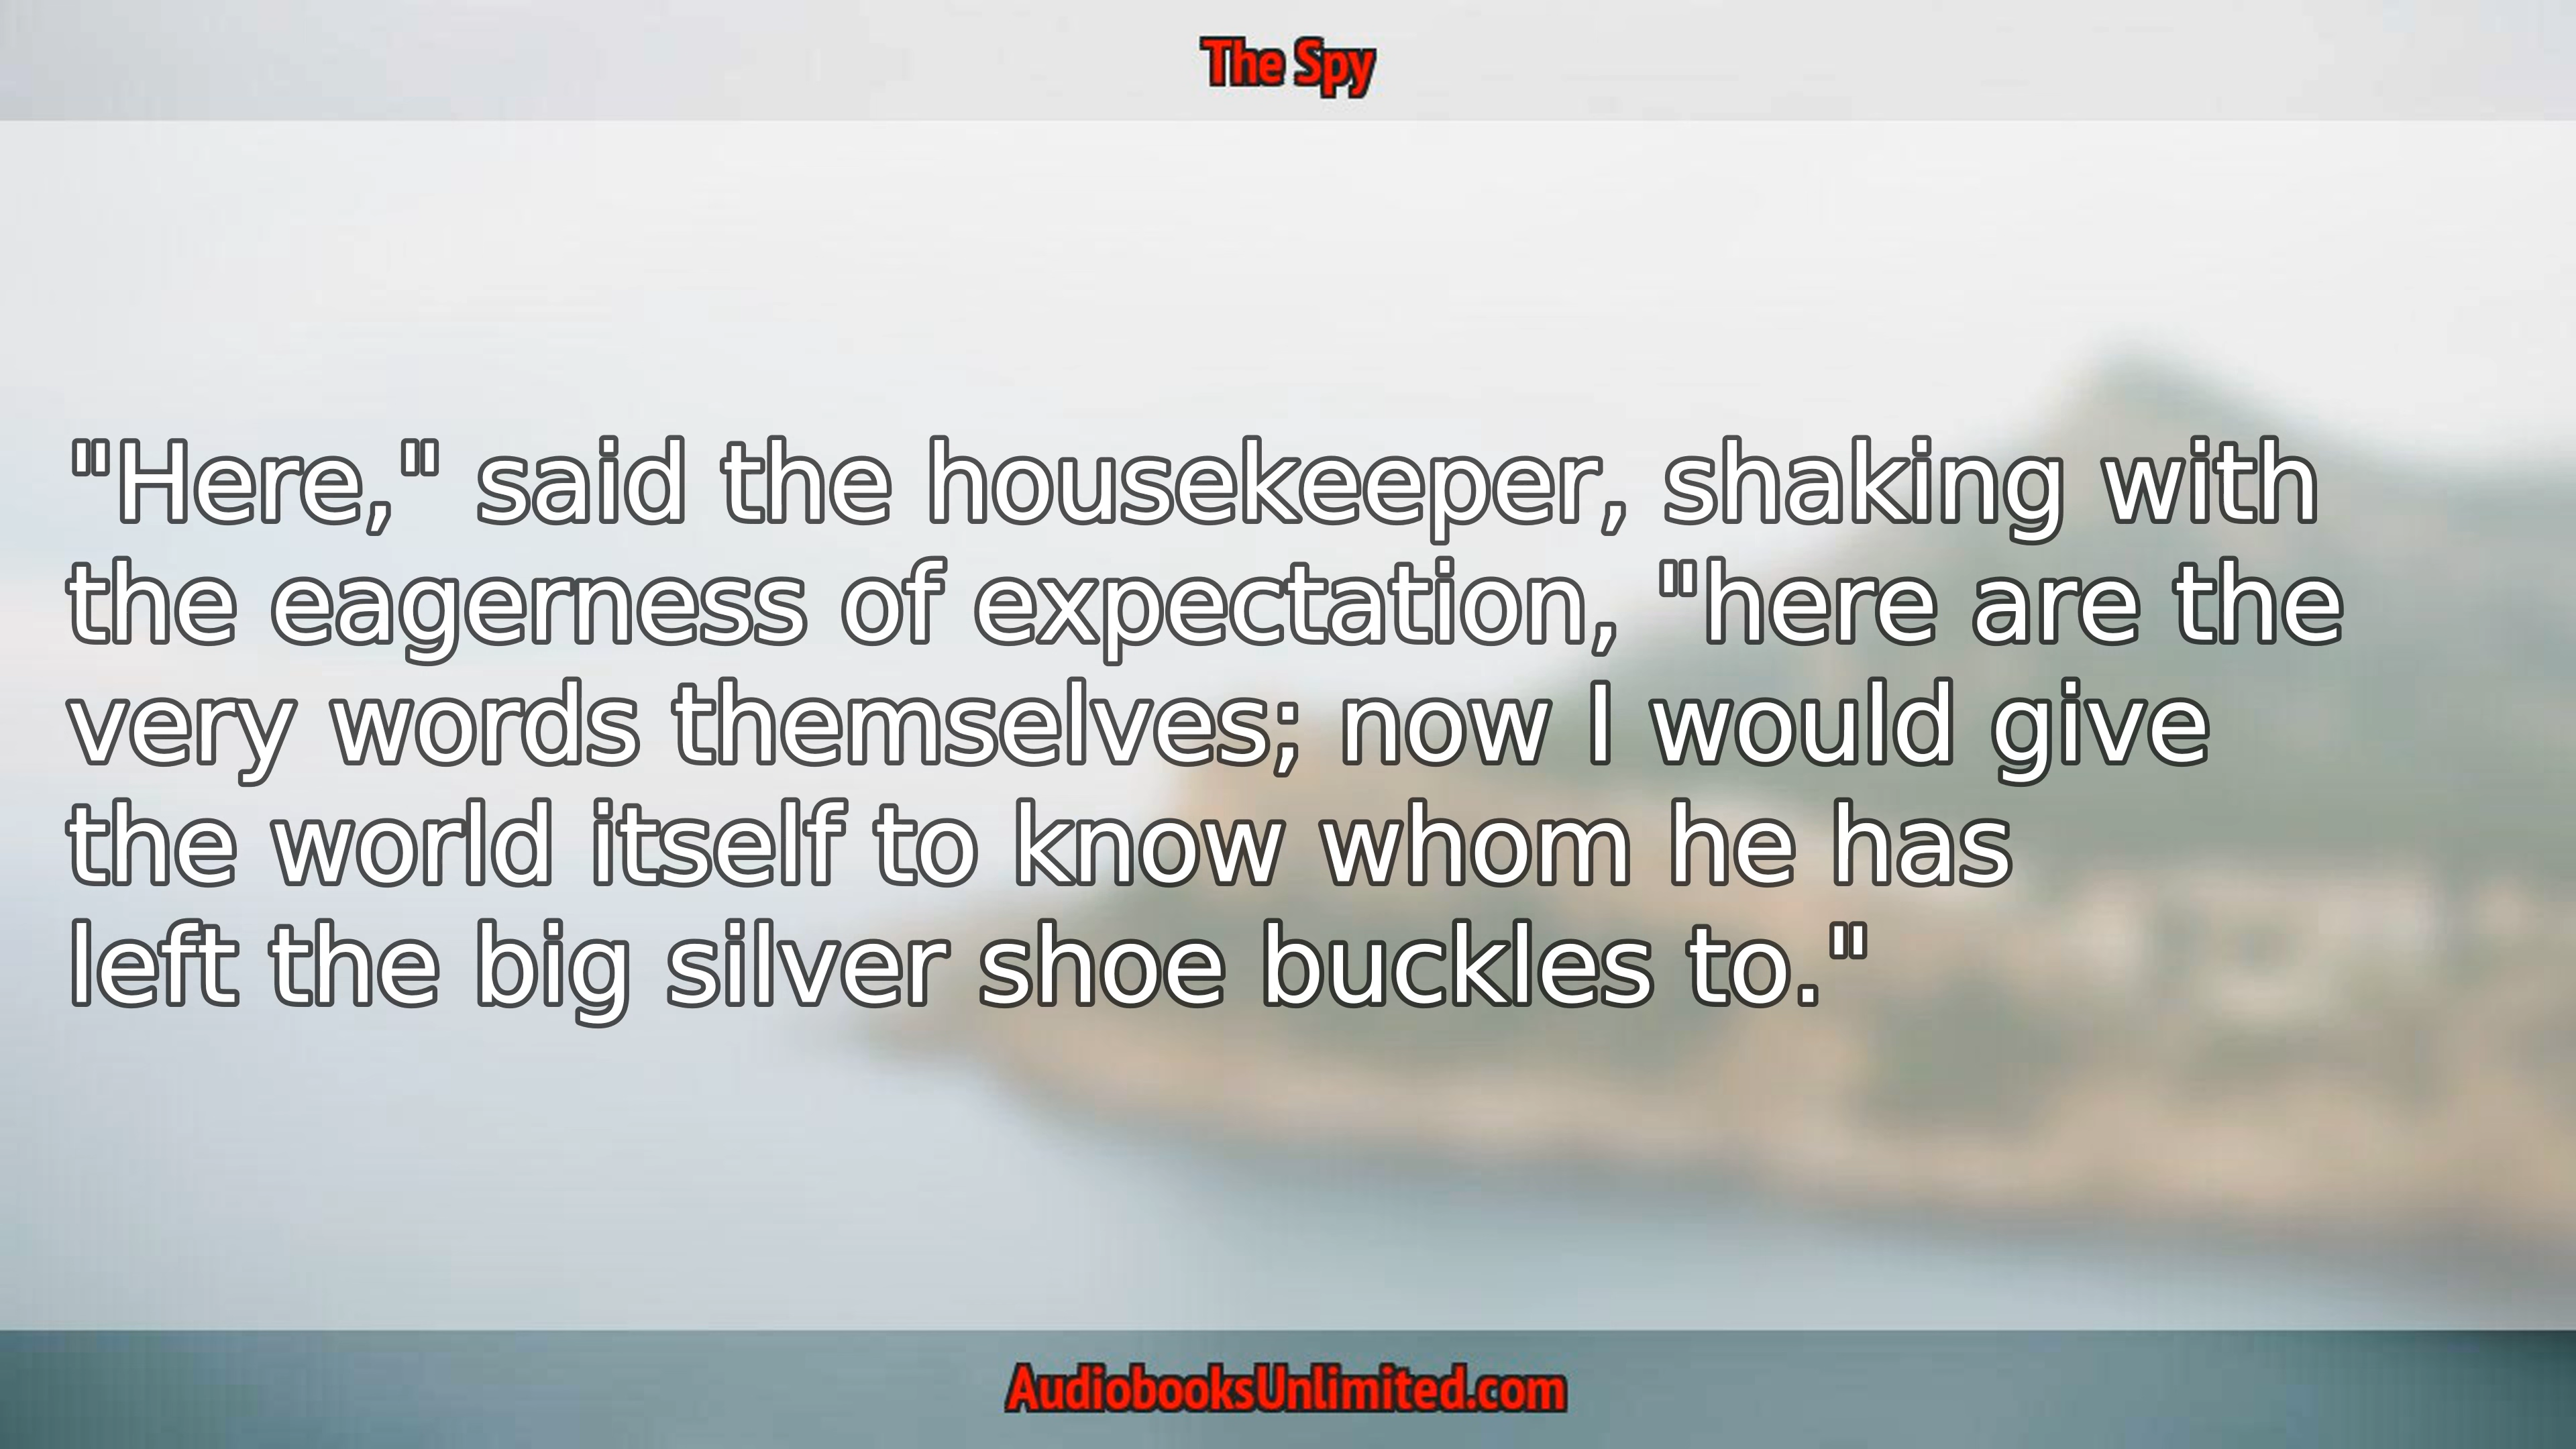 The Spy
"Here," said the housekeeper, shaking with
the eagerness of expectation, "here are the
very words themselves; now I would give
the world itself to know whom he has
left the big silver shoe buckles to."
AudiobooksUnlimited.com